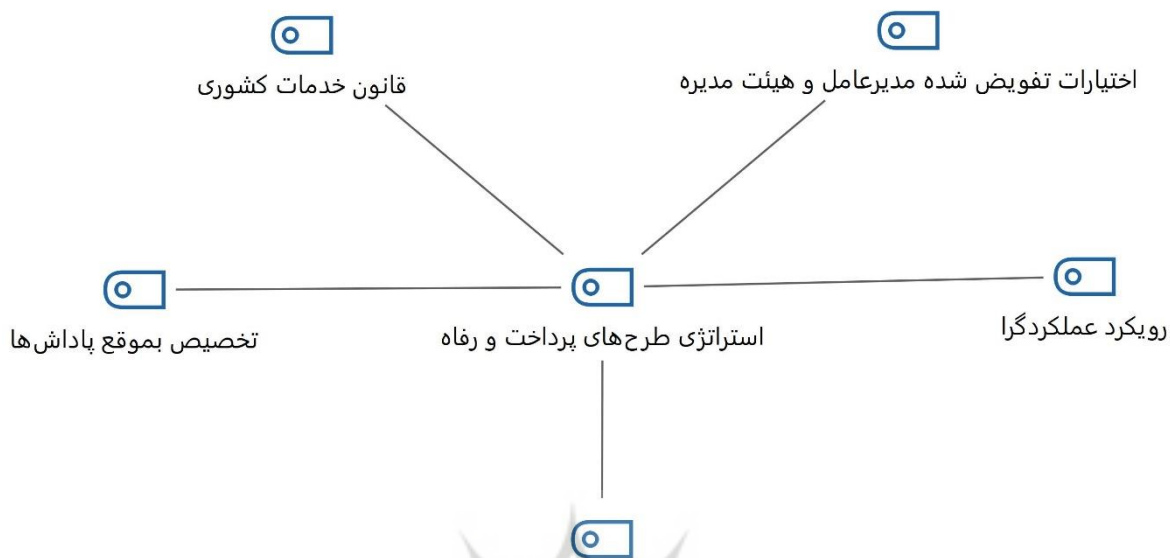 اختیارات تفویض شده مدیرعامل و هیئت مدیره
قانون خدمات کشوری
رویکرد عملکردگرا
استراتژی طرح‌های پرداخت و رفاه
تخصیص بموقع پاداش‌ها